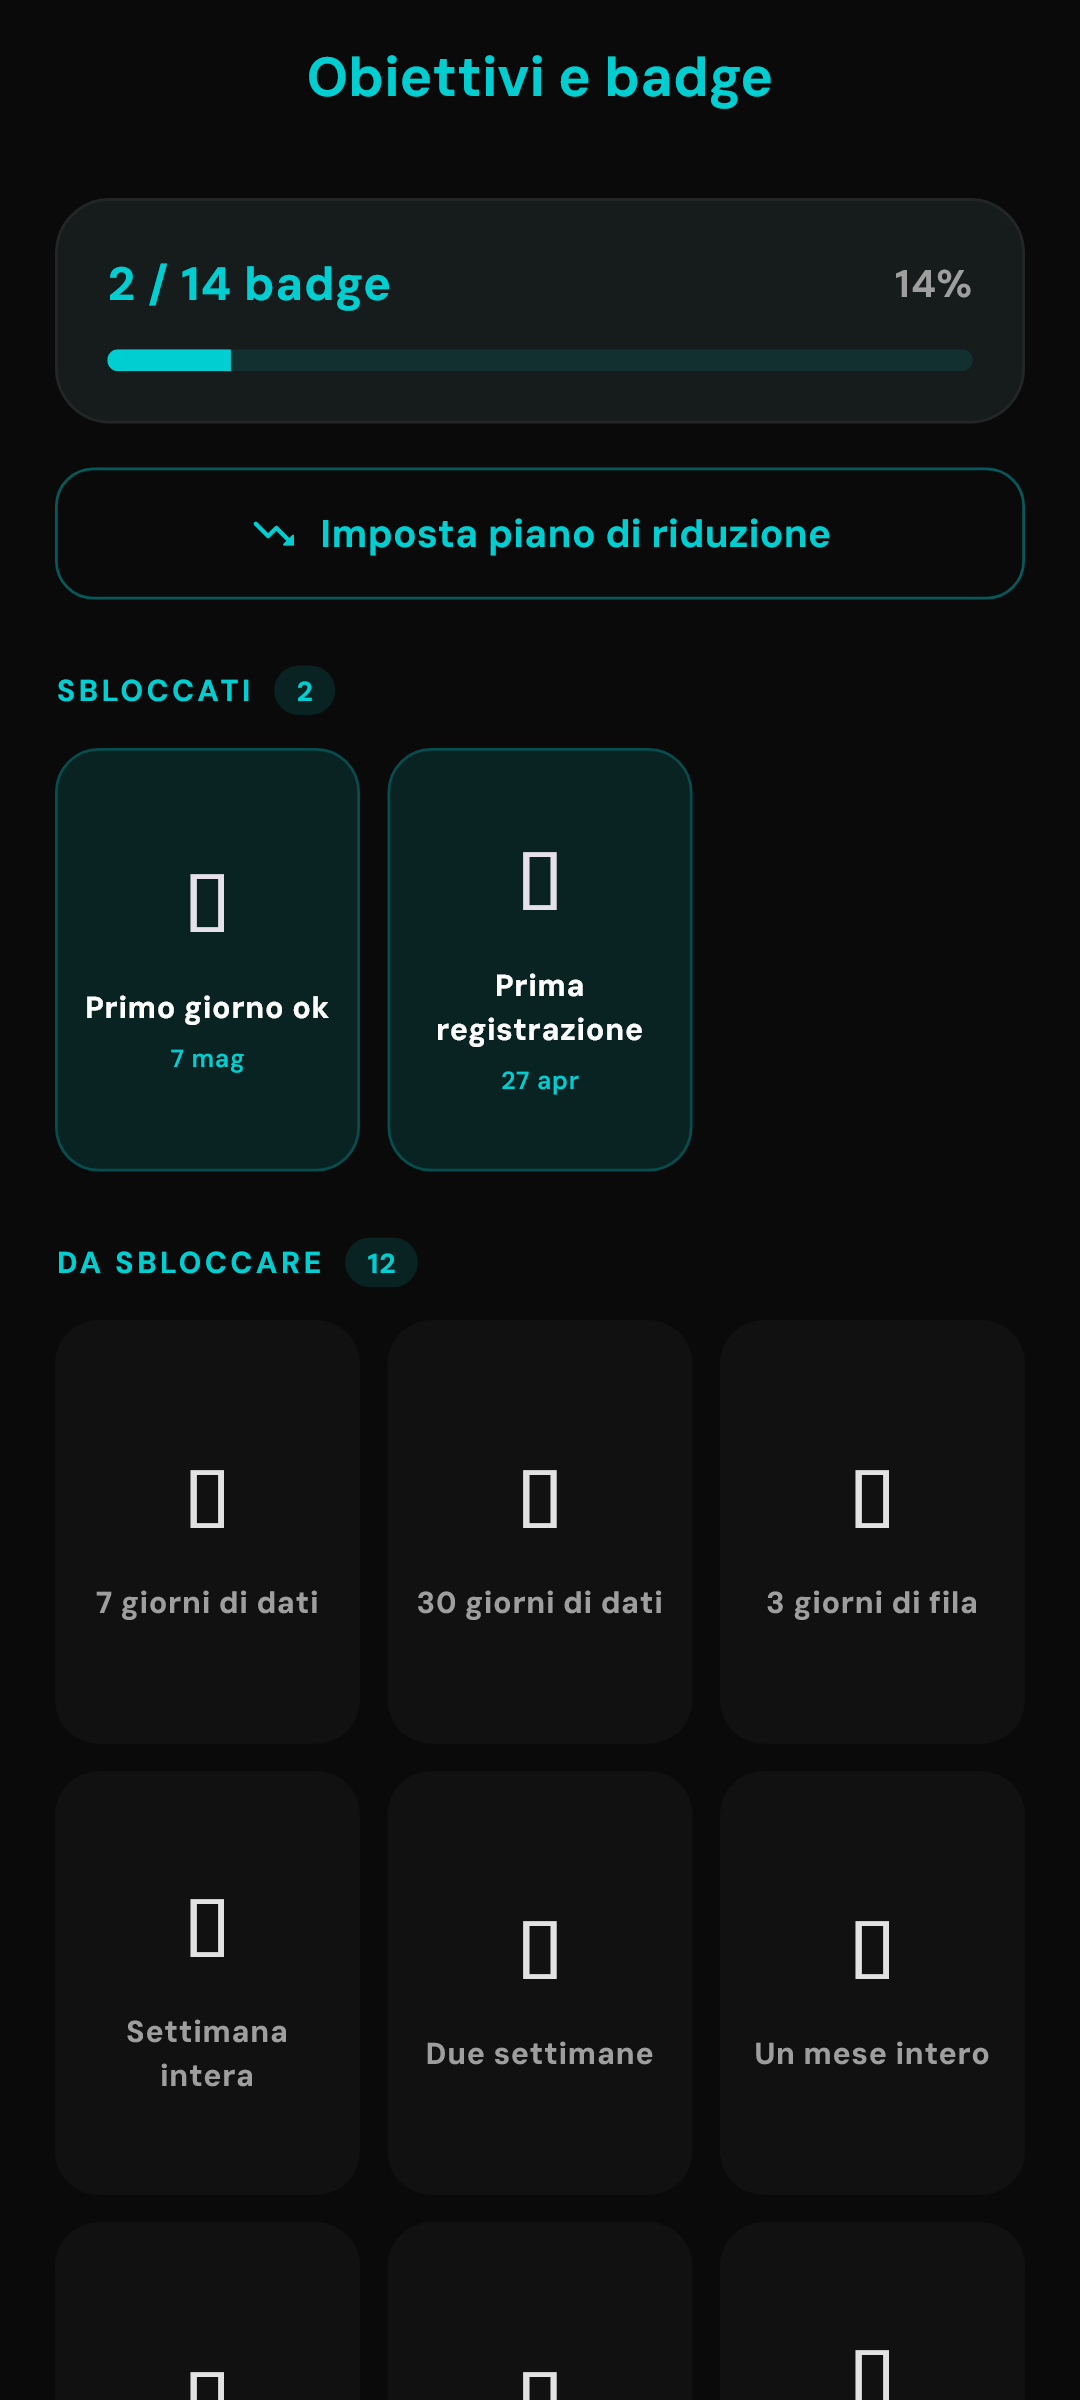 Obiettivi e badge
2 / 14 badge
14%
Imposta piano di riduzione
SBLOCCATI 2
Primo giorno ok
7 mag
Prima
registrazione
27 apr
DA SBLOCCARE 12
7 giorni di dati
30 giorni di dati
3 giorni di fila
Settimana
intera
Due settimane
Un mese intero